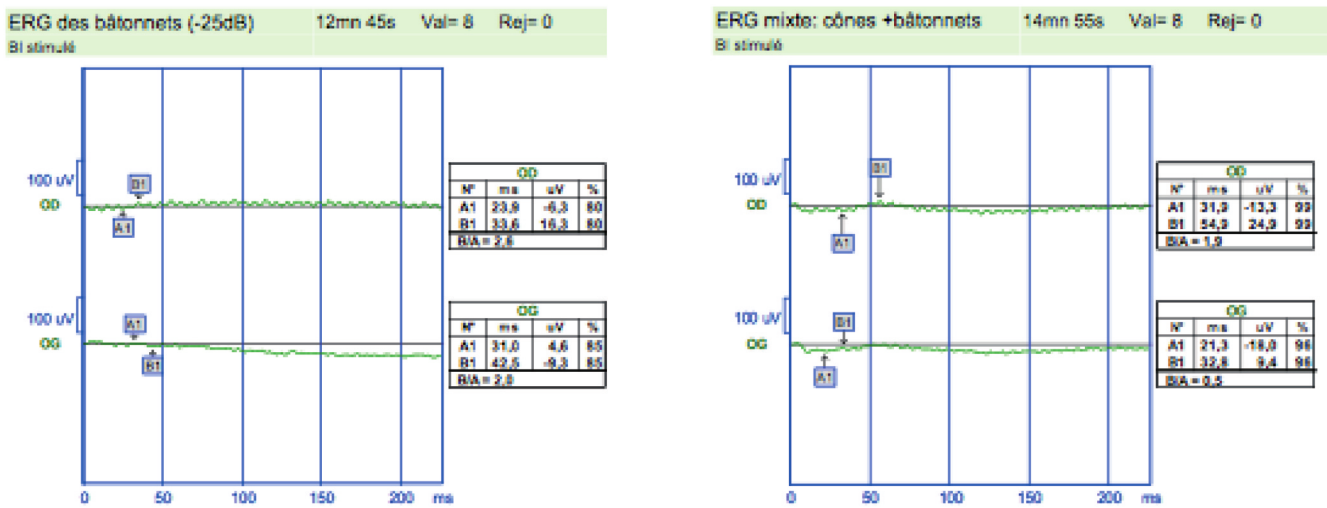 ERG des bâtonnets (-25dB) 12mn 45s Val= 8 Rej= 0
BI stimulé
100 uV
OD
B1
A1
OD
N° ms uV %
A1 23,9 -6,3 80
B1 33,6 16,3 80
B/A = 2,6
100 uV
OG
A1
B1
OG
N° ms uV %
A1 31,0 4,6 85
B1 42,5 -9,3 85
B/A = 2,0
0 50 100 150 200 ms
ERG mixte: cônes +bâtonnets 14mn 55s Val= 8 Rej= 0
BI stimulé
100 uV
OD
B1
A1
OD
N° ms uV %
A1 31,9 -13,3 99
B1 54,9 24,9 99
B/A = 1,9
100 uV
OG
B1
A1
OG
N° ms uV %
A1 21,3 -18,0 96
B1 32,8 9,4 96
B/A = 0,5
0 50 100 150 200 ms